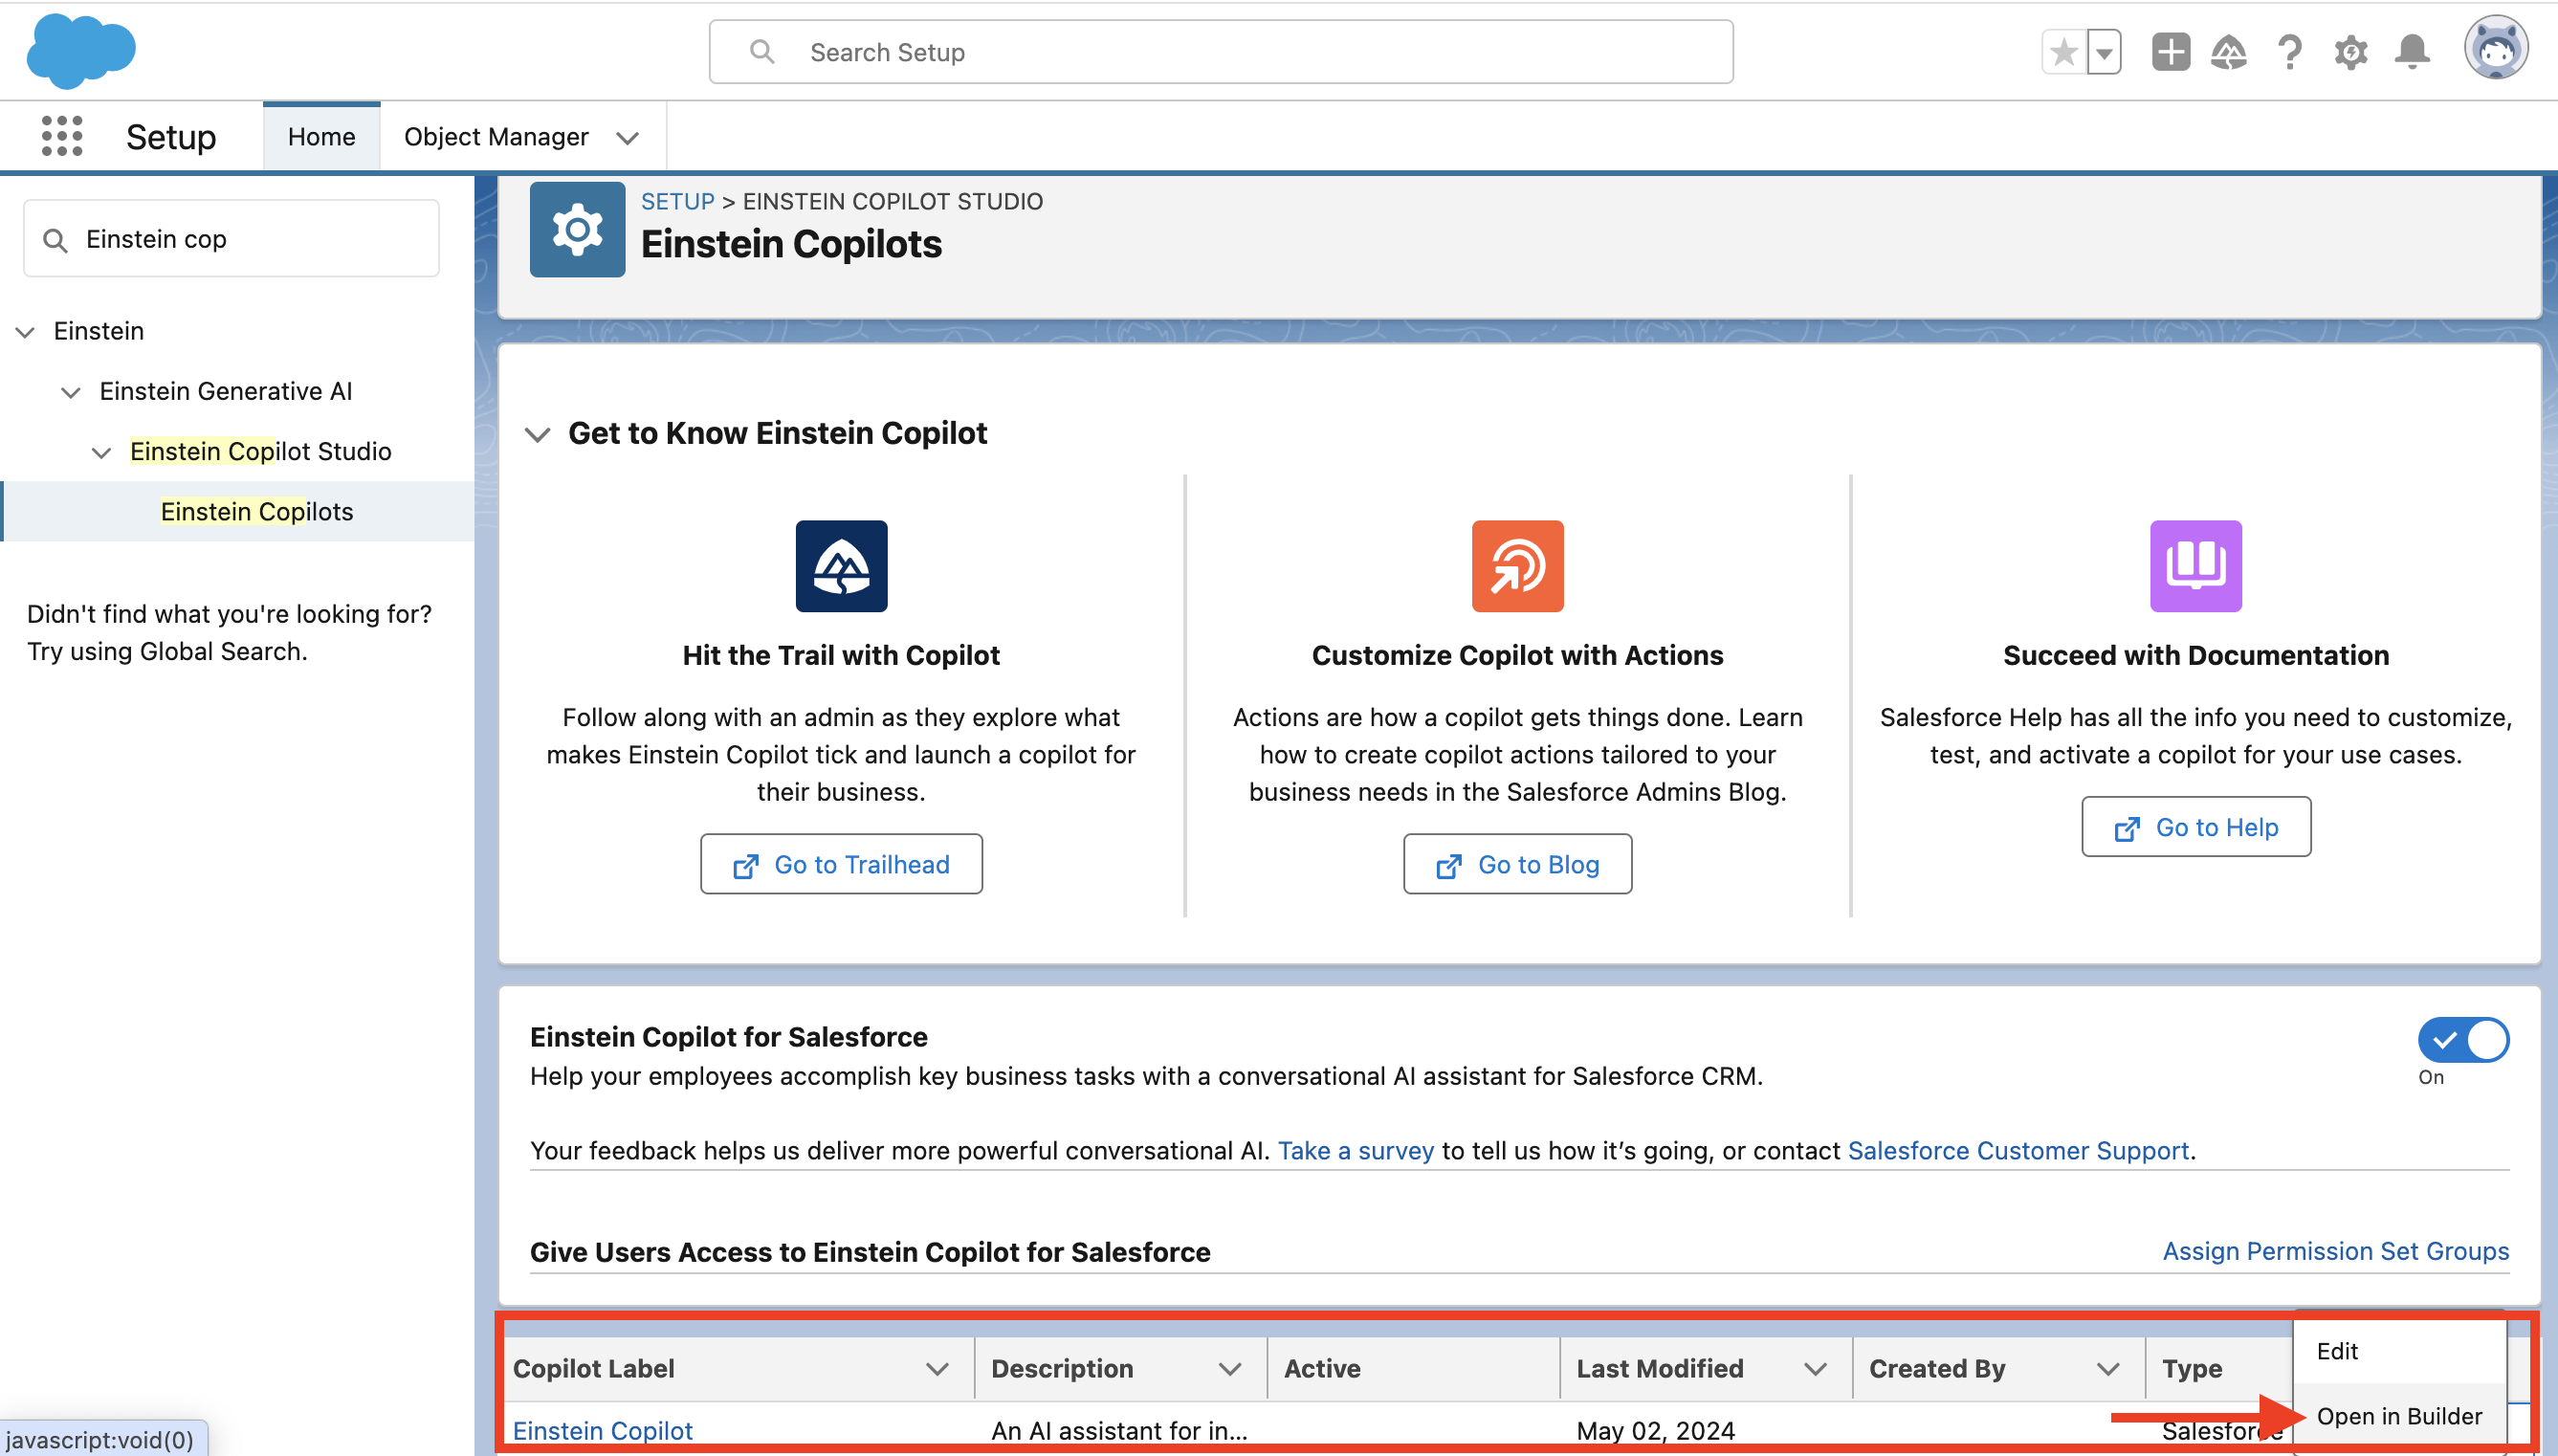 Search Setup
Setup
Home
Object Manager
Einstein cop
Einstein
Einstein Generative AI
Einstein Copilot Studio
Einstein Copilots
Didn't find what you're looking for?
Try using Global Search.
SETUP > EINSTEIN COPILOT STUDIO
Einstein Copilots
Get to Know Einstein Copilot
Hit the Trail with Copilot
Follow along with an admin as they explore what
makes Einstein Copilot tick and launch a copilot for
their business.
Go to Trailhead
Customize Copilot with Actions
Actions are how a copilot gets things done. Learn
how to create copilot actions tailored to your
business needs in the Salesforce Admins Blog.
Go to Blog
Succeed with Documentation
Salesforce Help has all the info you need to customize,
test, and activate a copilot for your use cases.
Go to Help
Einstein Copilot for Salesforce
Help your employees accomplish key business tasks with a conversational AI assistant for Salesforce CRM.
On
Your feedback helps us deliver more powerful conversational AI. Take a survey to tell us how it’s going, or contact Salesforce Customer Support.
Give Users Access to Einstein Copilot for Salesforce
Assign Permission Set Groups
Copilot Label
Description
Active
Last Modified
Created By
Type
Edit
Einstein Copilot
An AI assistant for in...
May 02, 2024
Salesforce
Open in Builder
javascript:void(0)